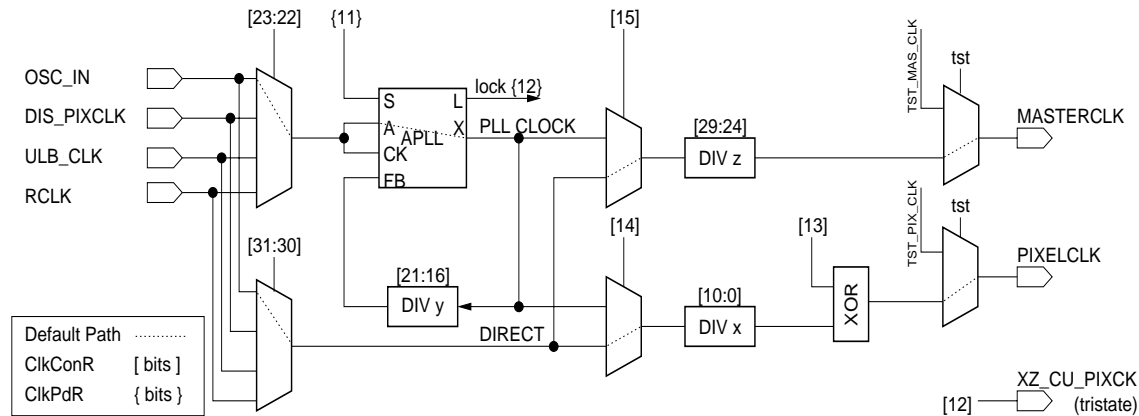 [23:22] {11} [15]
TST_MAS_CLK
tst
OSC_IN
S L lock {12}
DIS_PIXCLK
A X PLL CLOCK
APLL
[29:24]
MASTERCLK
ULB_CLK
CK
DIV z
RCLK
FB
TST_PIX_CLK
tst
[31:30] [14] [13]
[21:16]
PIXELCLK
DIV y
[10:0]
XOR
DIV x
DIRECT
Default Path
ClkConR [ bits ]
ClkPdR { bits }
XZ_CU_PIXCK
[12] (tristate)